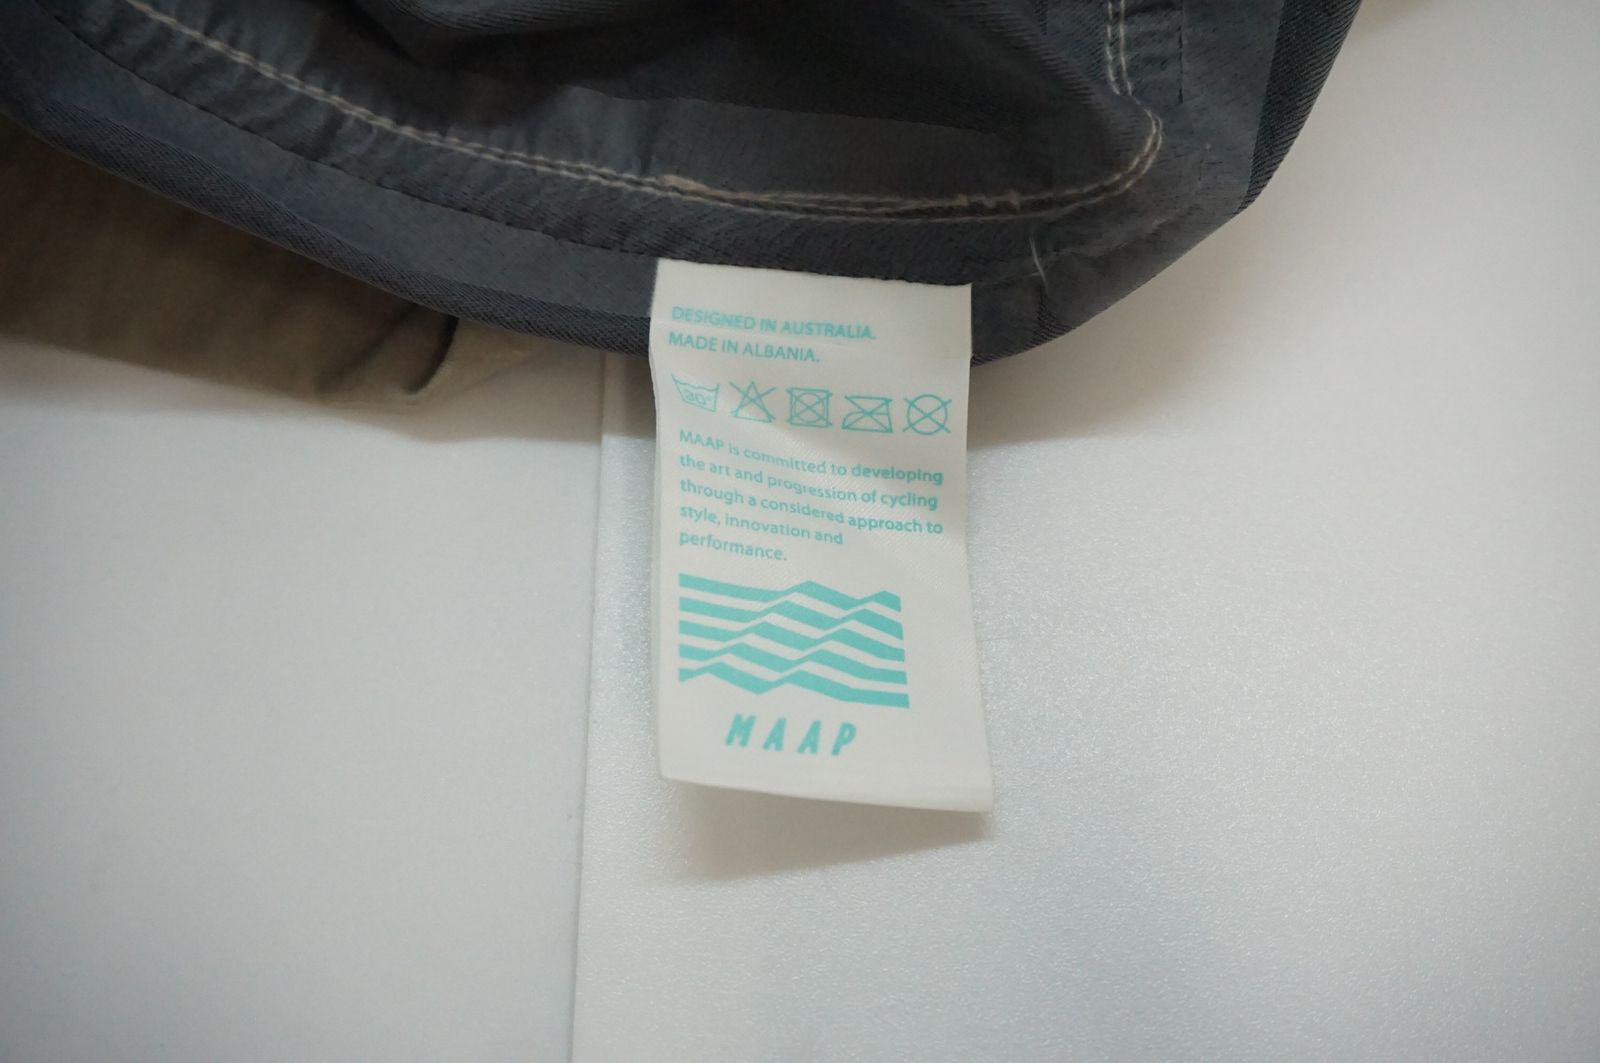 DESIGNED IN AUSTRALIA.
MADE IN ALBANIA.
30°
MAAP is committed to developing
the art and progression of cycling
through a considered approach to
style, innovation and
performance.
MAAP